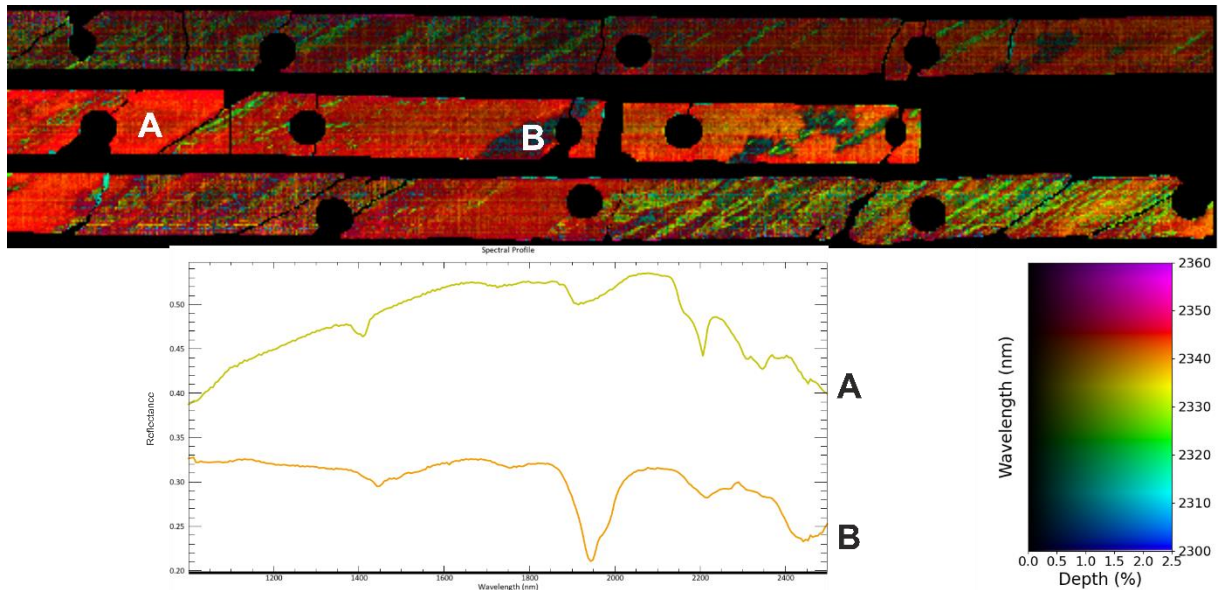 A
B
Spectral Profile
Reflectance
0.50
0.45
0.40
0.35
0.30
0.25
0.20
1200 1400 1600 1800 2000 2200 2400
Wavelength (nm)
A
B
Wavelength (nm)
2360
2350
2340
2330
2320
2310
2300
0.0 0.5 1.0 1.5 2.0 2.5
Depth (%)